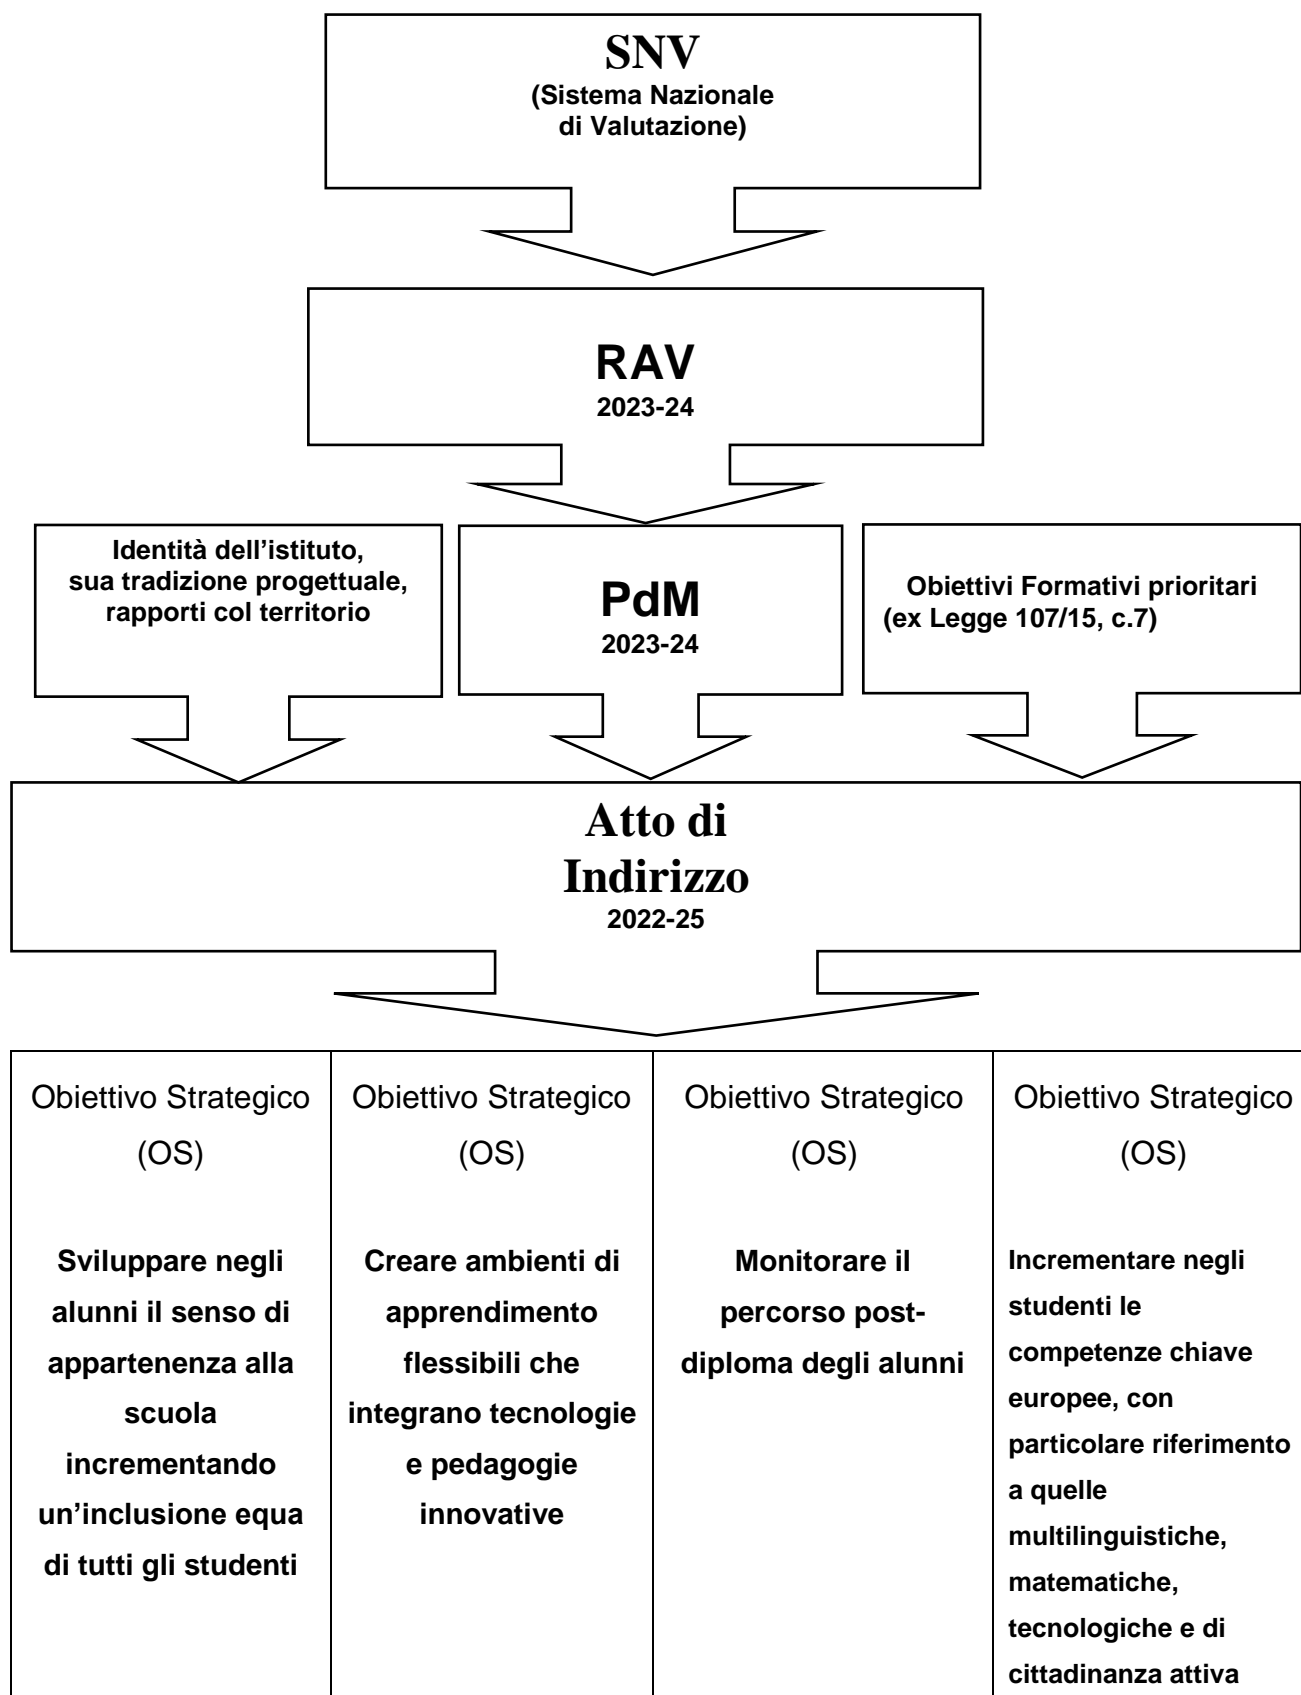 SNV
(Sistema Nazionale
di Valutazione)
RAV
2023-24
Identità dell’istituto,
sua tradizione progettuale,
rapporti col territorio
PdM
2023-24
Obiettivi Formativi prioritari
(ex Legge 107/15, c.7)
Atto di
Indirizzo
2022-25
Obiettivo Strategico
(OS)
Sviluppare negli
alunni il senso di
appartenenza alla
scuola
incrementando
un’inclusione equa
di tutti gli studenti
Obiettivo Strategico
(OS)
Creare ambienti di
apprendimento
flessibili che
integrano tecnologie
e pedagogie
innovative
Obiettivo Strategico
(OS)
Monitorare il
percorso post-
diploma degli alunni
Obiettivo Strategico
(OS)
Incrementare negli
studenti le
competenze chiave
europee, con
particolare riferimento
a quelle
multilinguistiche,
matematiche,
tecnologiche e di
cittadinanza attiva